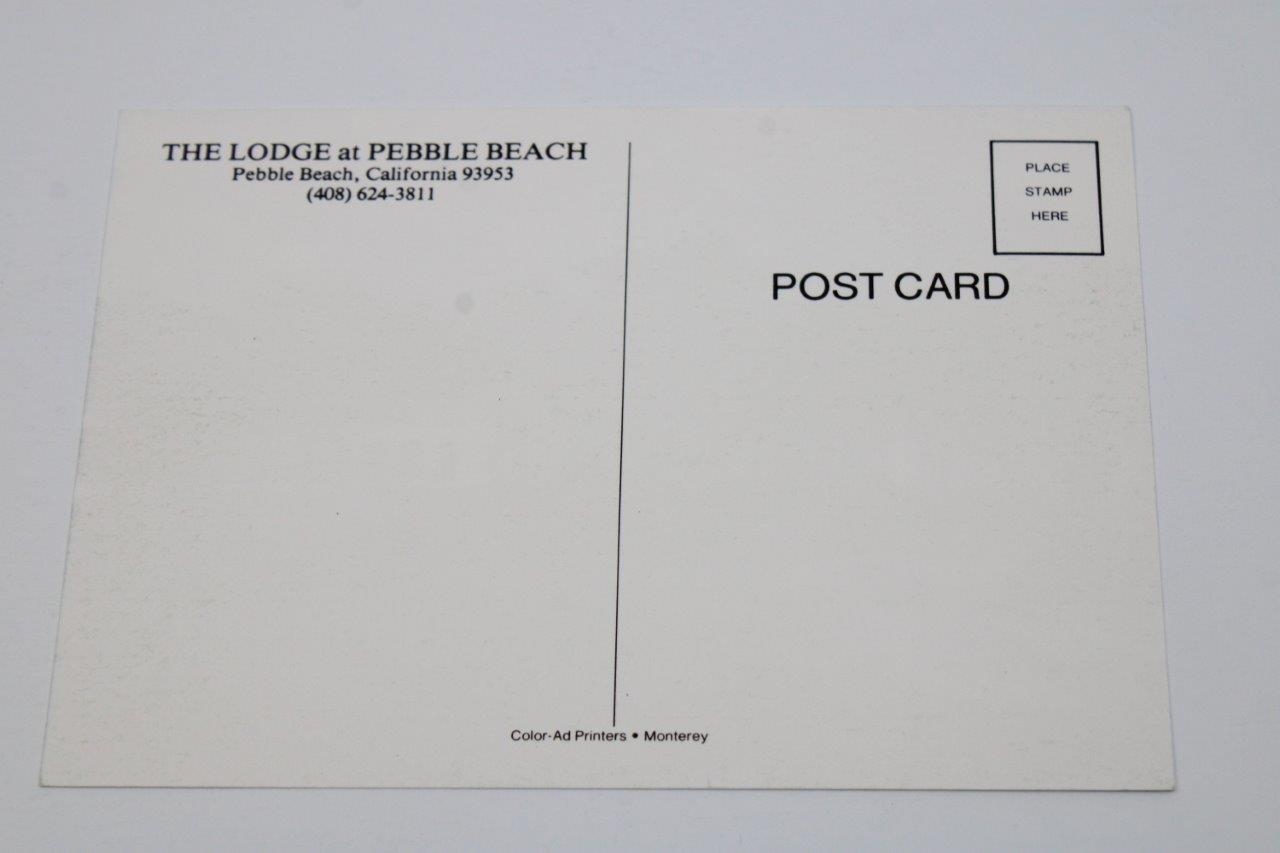 THE LODGE at PEBBLE BEACH
Pebble Beach, California 93953
(408) 624-3811
PLACE
STAMP
HERE
POST CARD
Color-Ad Printers • Monterey